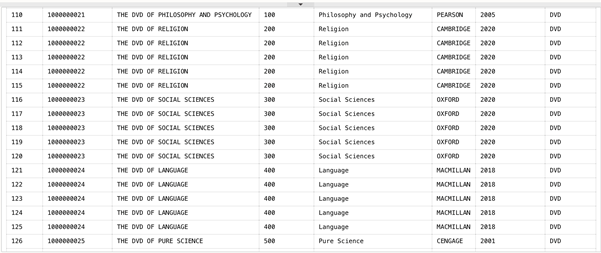 110 1000000021 THE DVD OF PHILOSOPHY AND PSYCHOLOGY 100 Philosophy and Psychology PEARSON 2005 DVD
111 1000000022 THE DVD OF RELIGION 200 Religion CAMBRIDGE 2020 DVD
112 1000000022 THE DVD OF RELIGION 200 Religion CAMBRIDGE 2020 DVD
113 1000000022 THE DVD OF RELIGION 200 Religion CAMBRIDGE 2020 DVD
114 1000000022 THE DVD OF RELIGION 200 Religion CAMBRIDGE 2020 DVD
115 1000000022 THE DVD OF RELIGION 200 Religion CAMBRIDGE 2020 DVD
116 1000000023 THE DVD OF SOCIAL SCIENCES 300 Social Sciences OXFORD 2020 DVD
117 1000000023 THE DVD OF SOCIAL SCIENCES 300 Social Sciences OXFORD 2020 DVD
118 1000000023 THE DVD OF SOCIAL SCIENCES 300 Social Sciences OXFORD 2020 DVD
119 1000000023 THE DVD OF SOCIAL SCIENCES 300 Social Sciences OXFORD 2020 DVD
120 1000000023 THE DVD OF SOCIAL SCIENCES 300 Social Sciences OXFORD 2020 DVD
121 1000000024 THE DVD OF LANGUAGE 400 Language MACMILLAN 2018 DVD
122 1000000024 THE DVD OF LANGUAGE 400 Language MACMILLAN 2018 DVD
123 1000000024 THE DVD OF LANGUAGE 400 Language MACMILLAN 2018 DVD
124 1000000024 THE DVD OF LANGUAGE 400 Language MACMILLAN 2018 DVD
125 1000000024 THE DVD OF LANGUAGE 400 Language MACMILLAN 2018 DVD
126 1000000025 THE DVD OF PURE SCIENCE 500 Pure Science CENGAGE 2001 DVD